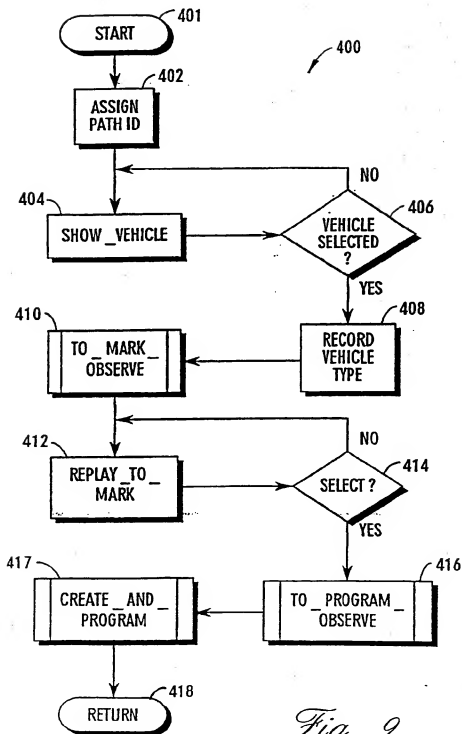 401
START
400
402
ASSIGN
PATH ID
NO
404
406
SHOW_VEHICLE
VEHICLE
SELECTED
?
YES
408
410
TO_MARK_
OBSERVE
RECORD
VEHICLE
TYPE
NO
412
414
REPLAY_TO_
MARK
SELECT ?
YES
417
416
CREATE_AND_
PROGRAM
TO_PROGRAM_
OBSERVE
418
RETURN
Fig. 9